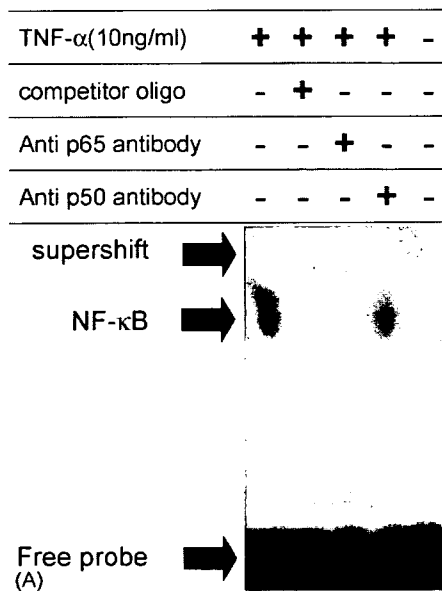 TNF-α(10ng/ml) + + + + -
competitor oligo - + - - -
Anti p65 antibody - - + - -
Anti p50 antibody - - - + -
supershift
NF-κB
Free probe
(A)